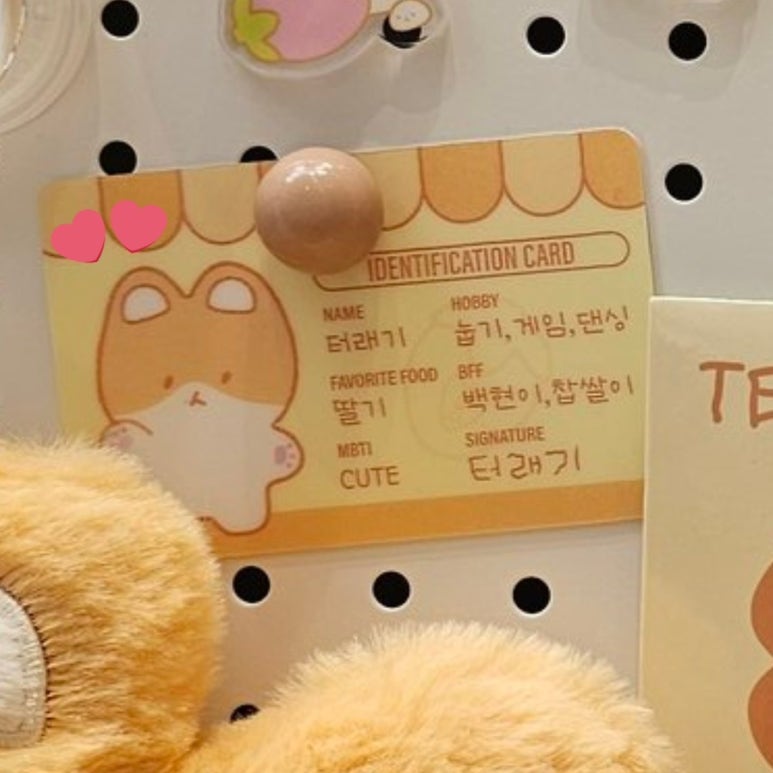 IDENTIFICATION CARD
NAME
터래기
HOBBY
눕기,게임,댄싱
FAVORITE FOOD
딸기
BFF
백현이,찹쌀이
MBTI
CUTE
SIGNATURE
터래기
TE